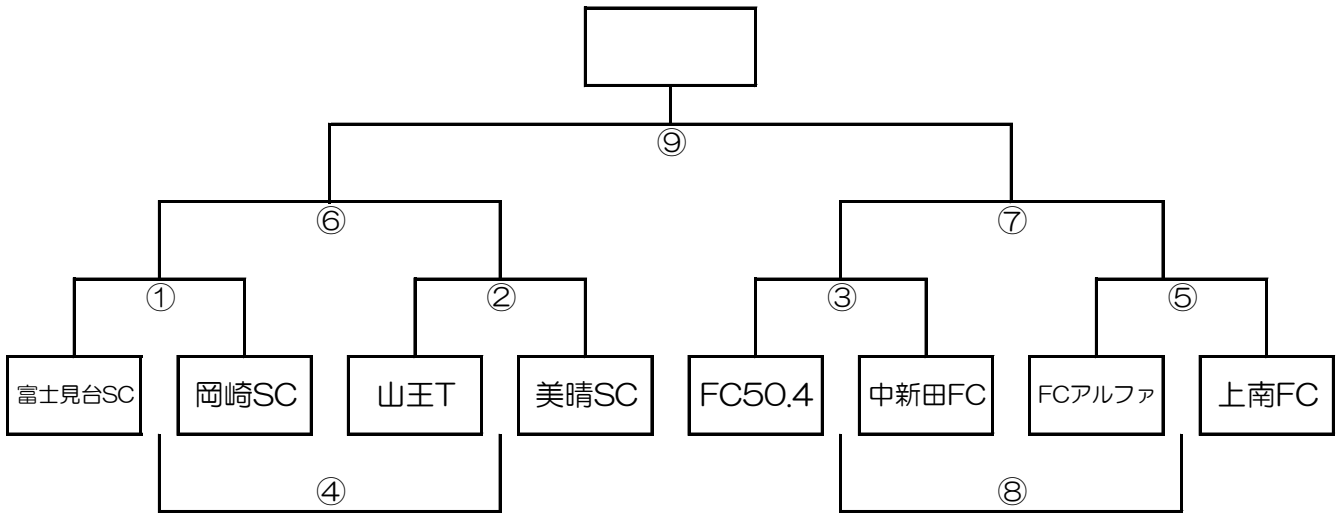 ⑨
⑥
⑦
①
②
③
⑤
富士見台SC
岡崎SC
山王T
美晴SC
FC50.4
中新田FC
FCアルファ
上南FC
④
⑧